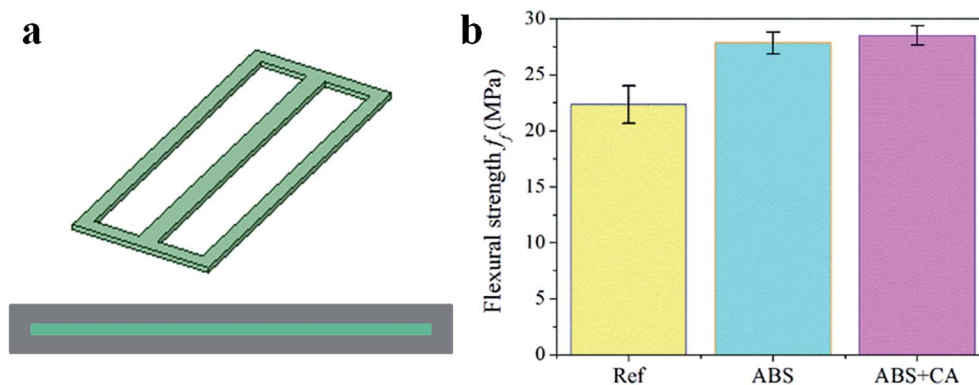 a
b
Flexural strength f_f (MPa)
30
25
20
15
10
5
0
Ref
ABS
ABS+CA